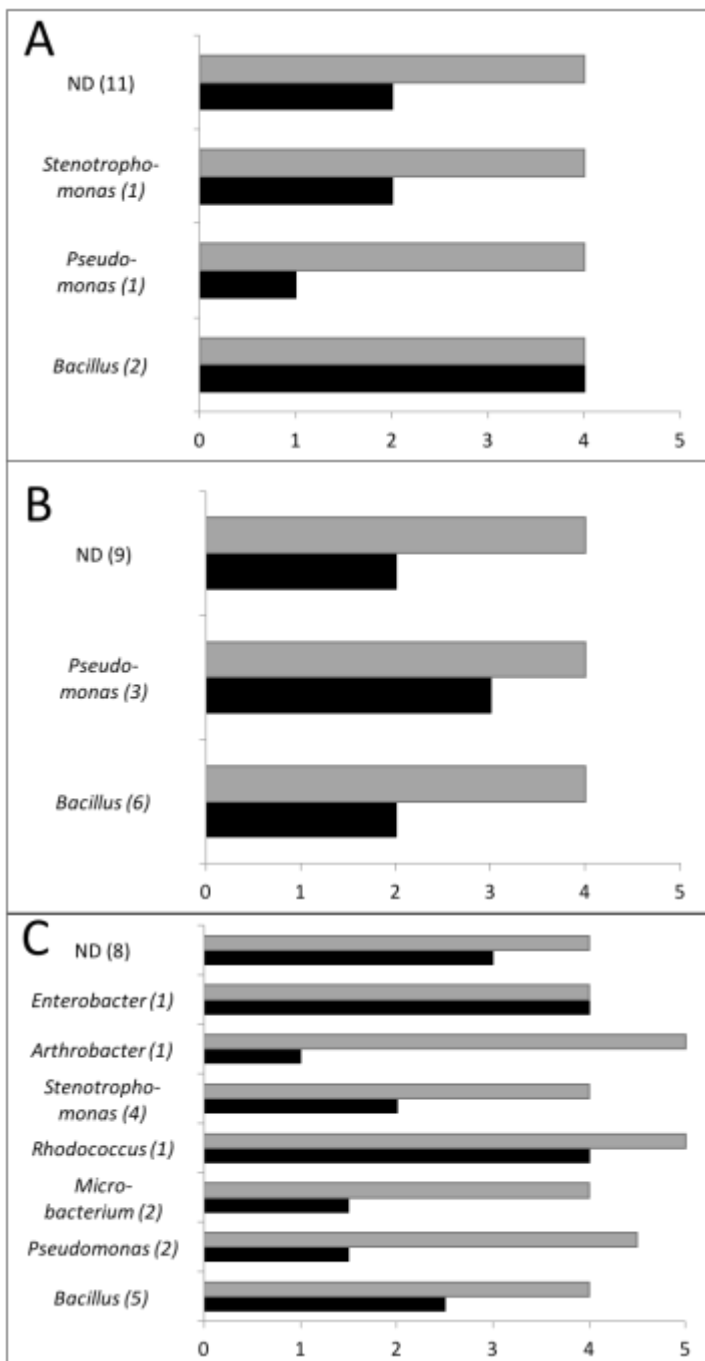 A
ND (11)
Stenotropho-
monas (1)
Pseudo-
monas (1)
Bacillus (2)
0 1 2 3 4 5
B
ND (9)
Pseudo-
monas (3)
Bacillus (6)
0 1 2 3 4 5
C
ND (8)
Enterobacter (1)
Arthrobacter (1)
Stenotropho-
monas (4)
Rhodococcus (1)
Micro-
bacterium (2)
Pseudomonas (2)
Bacillus (5)
0 1 2 3 4 5